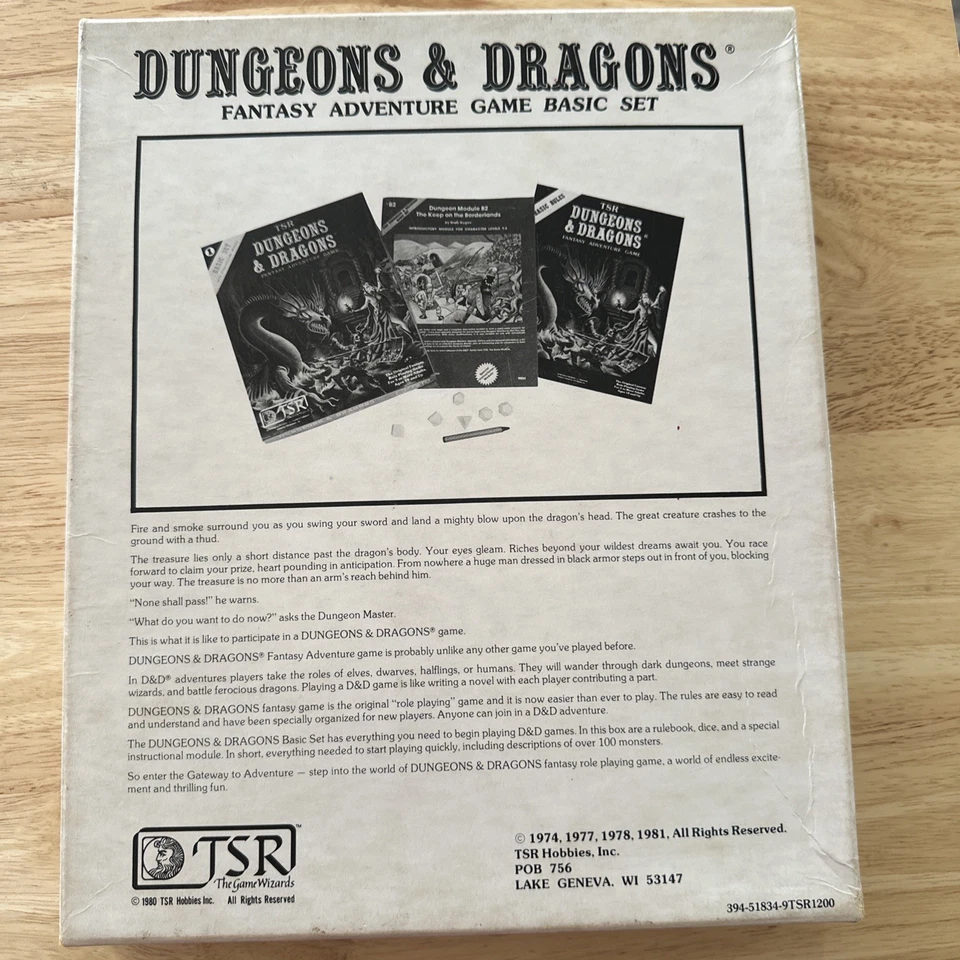 DUNGEONS & DRAGONS®
FANTASY ADVENTURE GAME BASIC SET
TSR
DUNGEONS
& DRAGONS
FANTASY ADVENTURE GAME
TSR
B2
Dungeon Module B2
The Keep on the Borderlands
by Gary Gygax
INTRODUCTORY MODULE FOR CHARACTER LEVELS 1-3
BASIC RULES
TSR
DUNGEONS
& DRAGONS®
FANTASY ADVENTURE GAME
Fire and smoke surround you as you swing your sword and land a mighty blow upon the dragon's head. The great creature crashes to the
ground with a thud.
The treasure lies only a short distance past the dragon's body. Your eyes gleam. Riches beyond your wildest dreams await you. You race
forward to claim your prize, heart pounding in anticipation. From nowhere a huge man dressed in black armor steps out in front of you, blocking
your way. The treasure is no more than an arm's reach behind him.
"None shall pass!" he warns.
"What do you want to do now?" asks the Dungeon Master.
This is what it is like to participate in a DUNGEONS & DRAGONS® game.
DUNGEONS & DRAGONS® Fantasy Adventure game is probably unlike any other game you've played before.
In D&D® adventures players take the roles of elves, dwarves, halflings, or humans. They will wander through dark dungeons, meet strange
wizards, and battle ferocious dragons. Playing a D&D game is like writing a novel with each player contributing a part.
DUNGEONS & DRAGONS fantasy game is the original "role playing" game and it is now easier than ever to play. The rules are easy to read
and understand and have been specially organized for new players. Anyone can join in a D&D adventure.
The DUNGEONS & DRAGONS Basic Set has everything you need to begin playing D&D games. In this box are a rulebook, dice, and a special
instructional module. In short, everything needed to start playing quickly, including descriptions of over 100 monsters.
So enter the Gateway to Adventure — step into the world of DUNGEONS & DRAGONS fantasy role playing game, a world of endless excite-
ment and thrilling fun.
TSR™
The Game Wizards
© 1980 TSR Hobbies Inc. All Rights Reserved
© 1974, 1977, 1978, 1981, All Rights Reserved.
TSR Hobbies, Inc.
POB 756
LAKE GENEVA, WI 53147
394-51834-9TSR1200